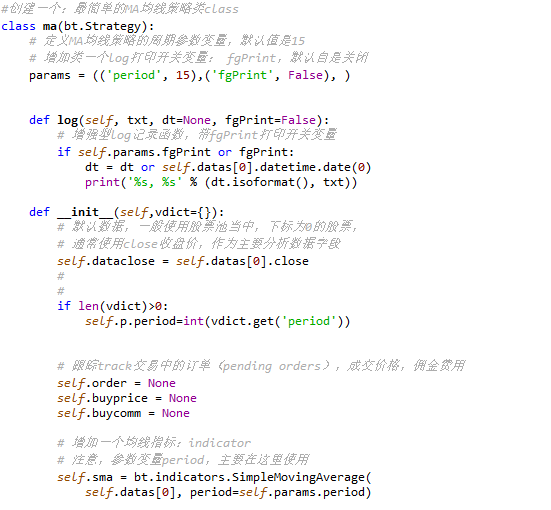 #创建一个：最简单的MA均线策略类class
class ma(bt.Strategy):
    # 定义MA均线策略的周期参数变量，默认值是15
    # 增加类一个log打印开关变量： fgPrint，默认自是关闭
    params = (('period', 15),('fgPrint', False), )
    def log(self, txt, dt=None, fgPrint=False):
        # 增强型log记录函数，带fgPrint打印开关变量
        if self.params.fgPrint or fgPrint:
            dt = dt or self.datas[0].datetime.date(0)
            print('%s, %s' % (dt.isoformat(), txt))
    def __init__(self,vdict={}):
        # 默认数据，一般使用股票池当中，下标为0的股票，
        # 通常使用close收盘价，作为主要分析数据字段
        self.dataclose = self.datas[0].close
        #
        #
        if len(vdict)>0:
            self.p.period=int(vdict.get('period'))
        # 跟踪track交易中的订单（pending orders），成交价格，佣金费用
        self.order = None
        self.buyprice = None
        self.buycomm = None
        # 增加一个均线指标：indicator
        # 注意，参数变量period，主要在这里使用
        self.sma = bt.indicators.SimpleMovingAverage(
            self.datas[0], period=self.params.period)